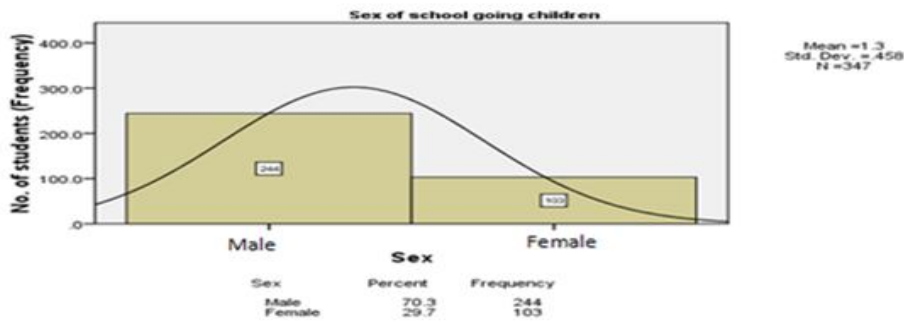 Sex of school going children
Mean =1.3
Std. Dev. =.458
N =347
No. of students (Frequency)
400.0
300.0
200.0
100.0
.0
244
103
Male Female
Sex
Sex Percent Frequency
Male 70.3 244
Female 29.7 103